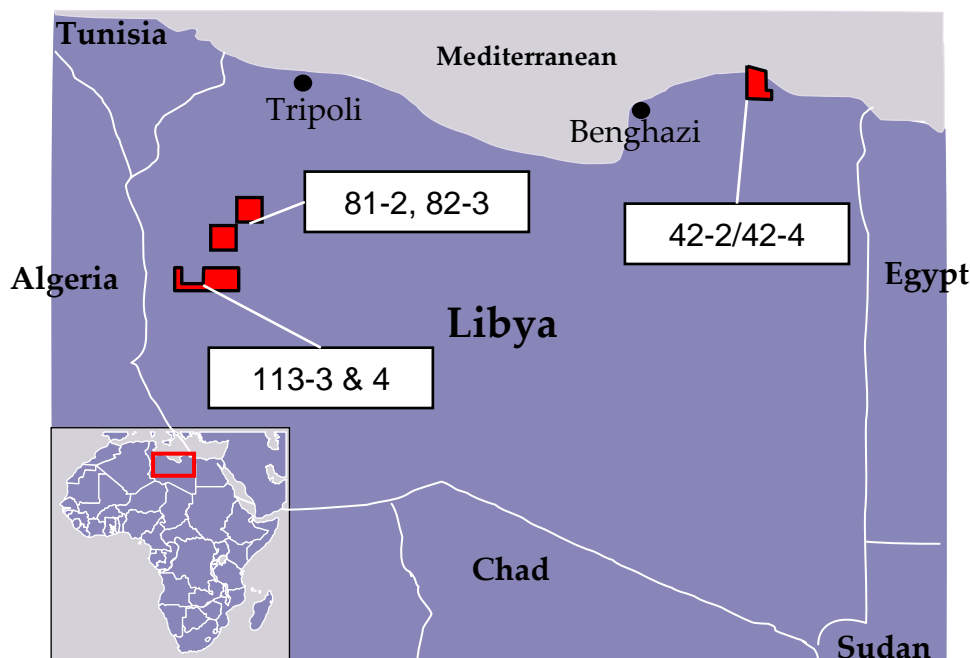 Tunisia
Mediterranean
Tripoli
Benghazi
81-2, 82-3
42-2/42-4
Algeria
Egypt
Libya
113-3 & 4
Chad
Sudan